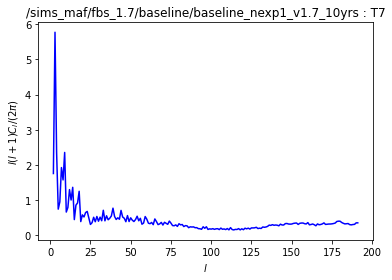 /sims_maf/fbs_1.7/baseline/baseline_nexp1_v1.7_10yrs : T7
6
5
4
3
2
1
0
l(l + 1)Cₗ/(2π)
0 25 50 75 100 125 150 175 200
l